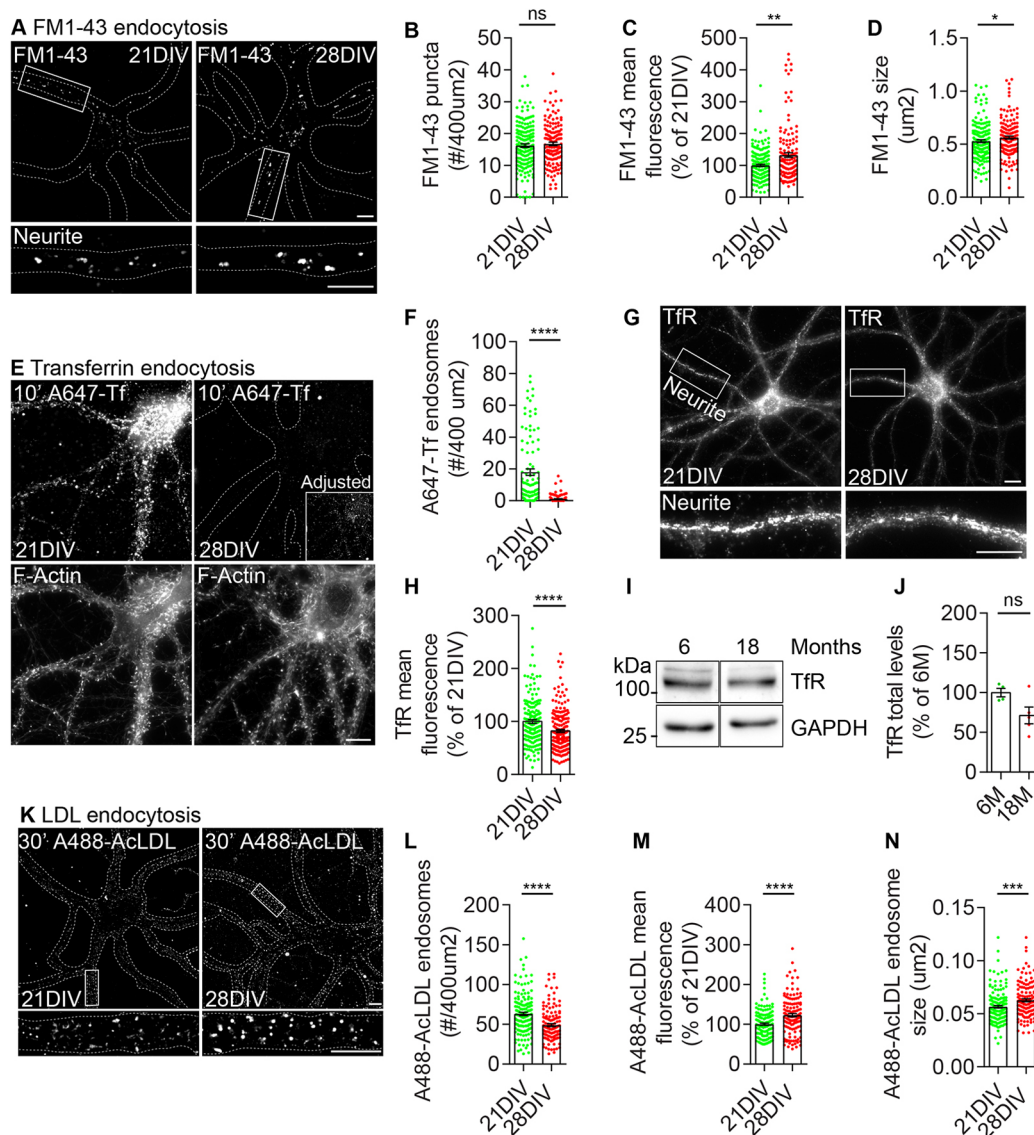 A FM1-43 endocytosis
FM1-43 21DIV
FM1-43 28DIV
Neurite
B
ns
FM1-43 puncta
(#/400um2)
50
40
30
20
10
0
21DIV
28DIV
C
**
FM1-43 mean
fluorescence
(% of 21DIV)
500
400
300
200
100
0
21DIV
28DIV
D
*
FM1-43 size
(um2)
1.5
1.0
0.5
0.0
21DIV
28DIV
E Transferrin endocytosis
10' A647-Tf
10' A647-Tf
Adjusted
21DIV
28DIV
F-Actin
F-Actin
F
****
A647-Tf endosomes
(#/400 um2)
100
80
60
40
20
0
21DIV
28DIV
G
TfR
TfR
Neurite
21DIV
28DIV
Neurite
H
****
TfR mean
fluorescence
(% of 21DIV)
300
200
100
0
21DIV
28DIV
I
6 18 Months
kDa
100
TfR
25
GAPDH
J
ns
TfR total levels
(% of 6M)
200
150
100
50
0
6M
18M
K LDL endocytosis
30' A488-AcLDL
30' A488-AcLDL
21DIV
28DIV
L
****
A488-AcLDL endosomes
(#/400um2)
200
150
100
50
0
21DIV
28DIV
M
****
A488-AcLDL mean
fluorescence
(% of 21DIV)
400
300
200
100
0
21DIV
28DIV
N
***
A488-AcLDL endosome
size (um2)
0.15
0.10
0.05
0.00
21DIV
28DIV